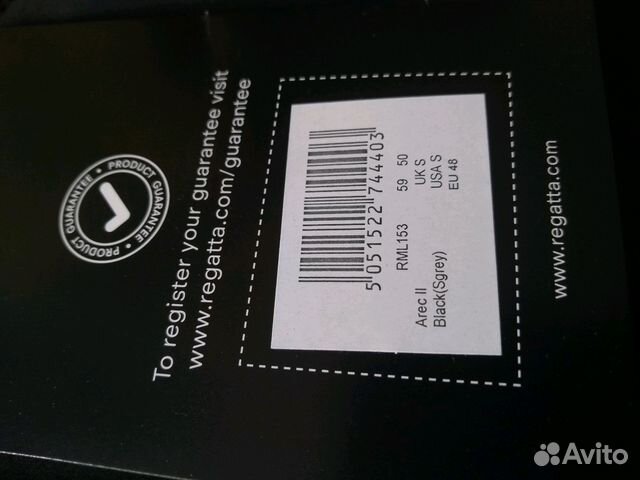 PRODUCT GUARANTEE • PRODUCT GUARANTEE •
To register your guarantee visit
www.regatta.com/guarantee
5 051522 744403
RML153 59 50
UK S
USA S
Arec II
Black(Sgrey) EU 48
www.regatta.com
Avito